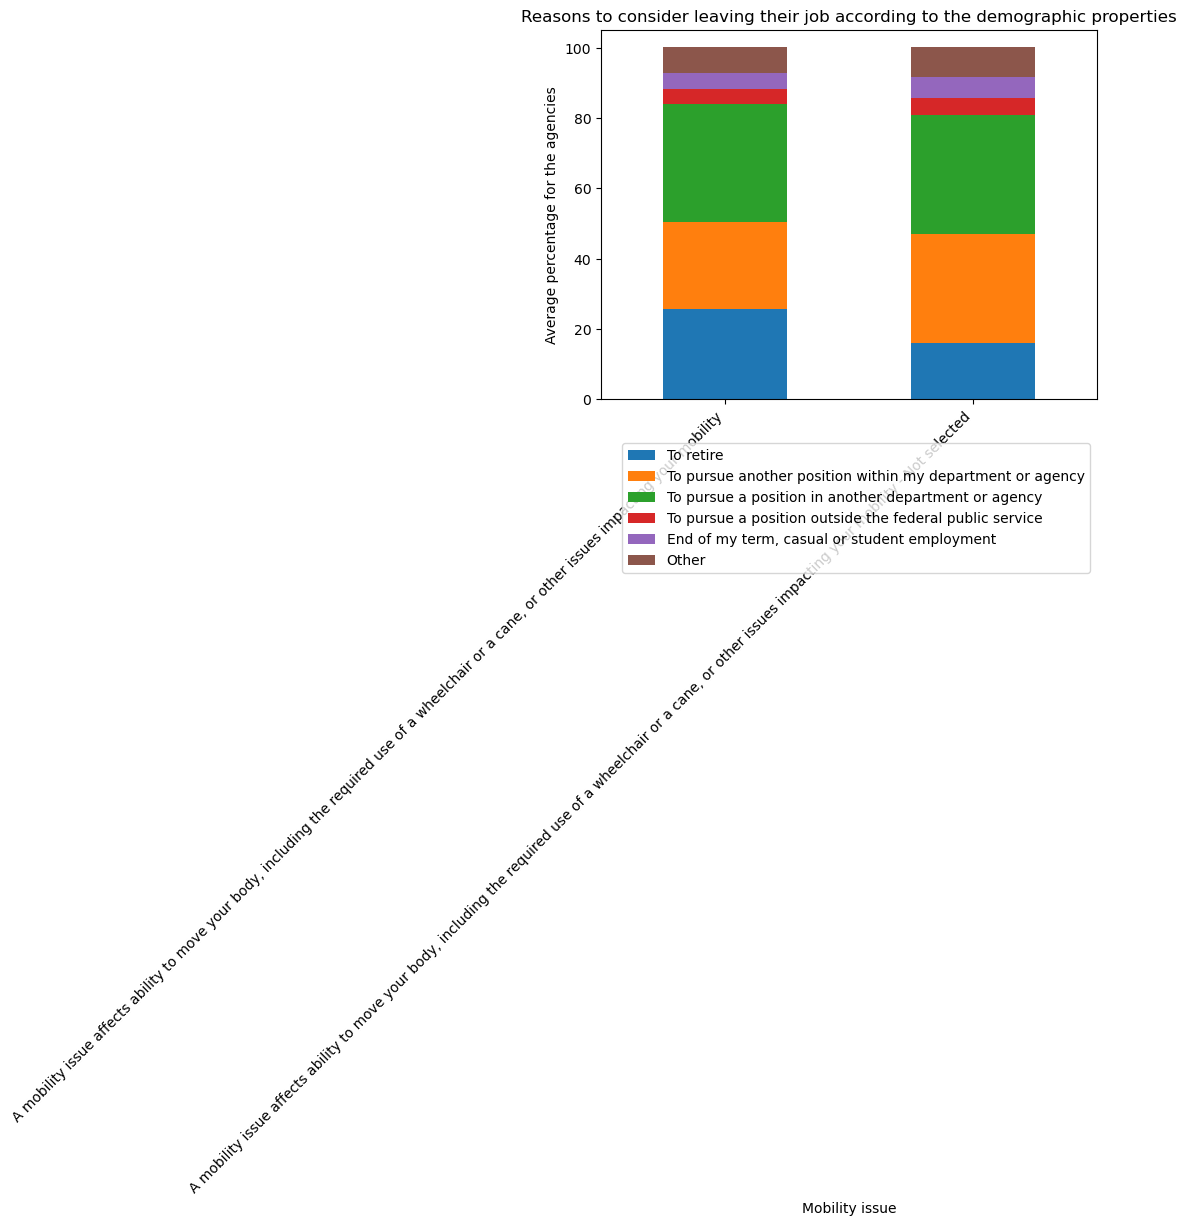 Reasons to consider leaving their job according to the demographic properties
Average percentage for the agencies
100
80
60
40
20
0
A mobility issue affects ability to move your body, including the required use of a wheelchair or a cane, or other issues impacting your mobility
A mobility issue affects ability to move your body, including the required use of a wheelchair or a cane, or other issues impacting your mobility - Not selected
To retire
To pursue another position within my department or agency
To pursue a position in another department or agency
To pursue a position outside the federal public service
End of my term, casual or student employment
Other
Mobility issue